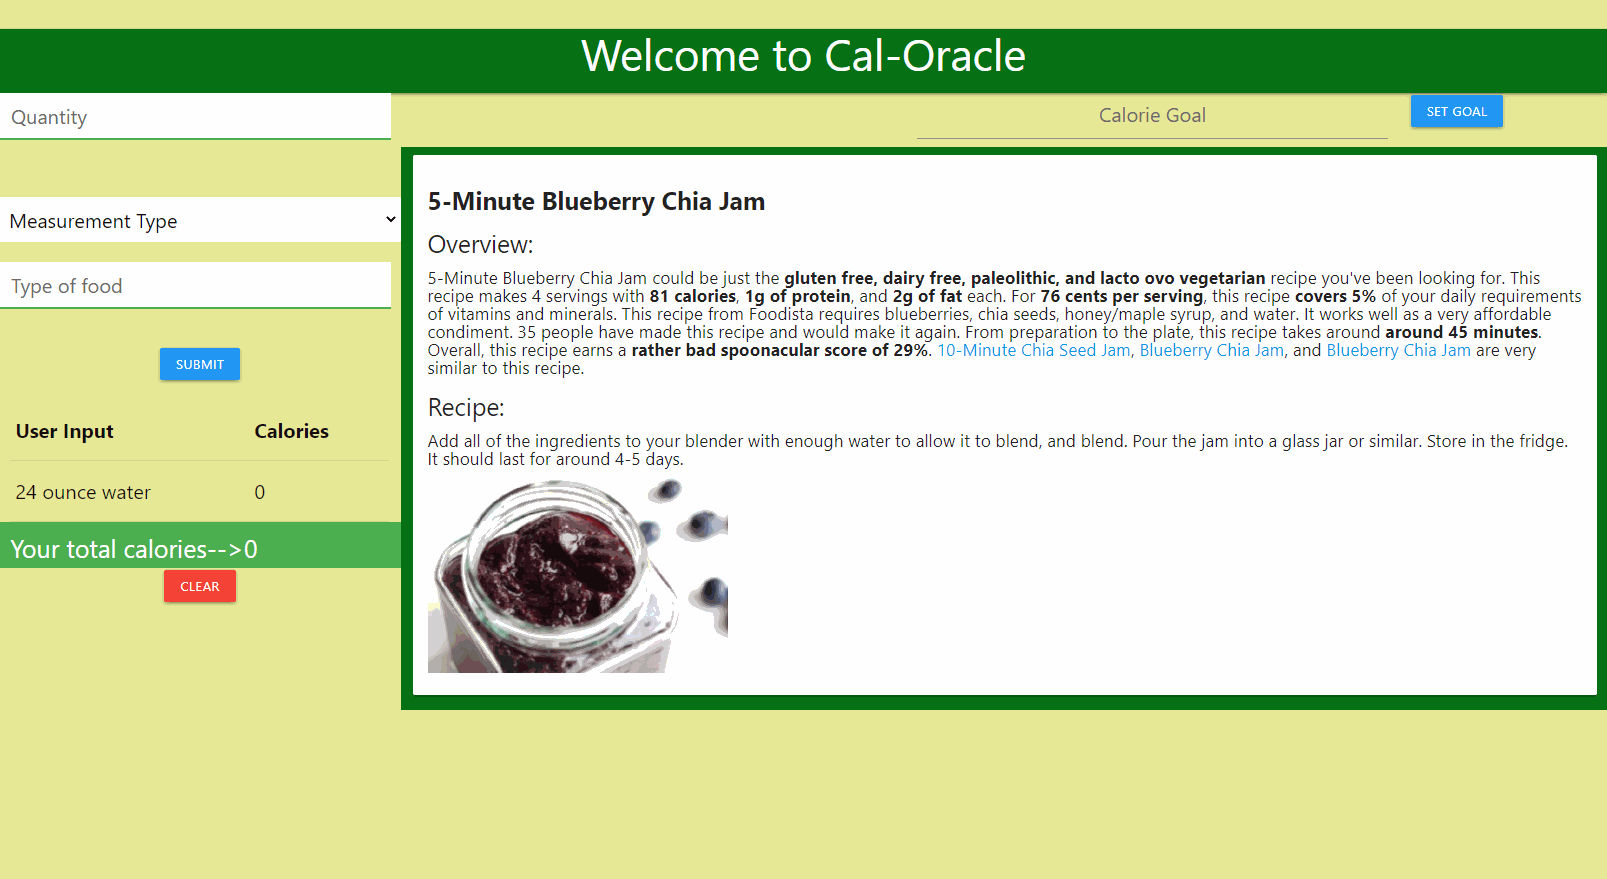 Welcome to Cal-Oracle
Quantity
Calorie Goal
SET GOAL
Measurement Type
Type of food
SUBMIT
User Input Calories
24 ounce water 0
Your total calories-->0
CLEAR
5-Minute Blueberry Chia Jam
Overview:
5-Minute Blueberry Chia Jam could be just the gluten free, dairy free, paleolithic, and lacto ovo vegetarian recipe you've been looking for. This
recipe makes 4 servings with 81 calories, 1g of protein, and 2g of fat each. For 76 cents per serving, this recipe covers 5% of your daily requirements
of vitamins and minerals. This recipe from Foodista requires blueberries, chia seeds, honey/maple syrup, and water. It works well as a very affordable
condiment. 35 people have made this recipe and would make it again. From preparation to the plate, this recipe takes around around 45 minutes.
Overall, this recipe earns a rather bad spoonacular score of 29%. 10-Minute Chia Seed Jam, Blueberry Chia Jam, and Blueberry Chia Jam are very
similar to this recipe.
Recipe:
Add all of the ingredients to your blender with enough water to allow it to blend, and blend. Pour the jam into a glass jar or similar. Store in the fridge.
It should last for around 4-5 days.